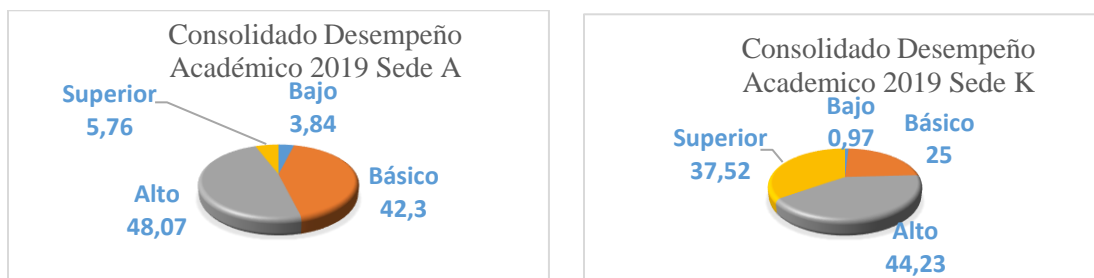 Consolidado Desempeño
Académico 2019 Sede A
Superior
5,76
Bajo
3,84
Alto
48,07
Básico
42,3
Consolidado Desempeño
Academico 2019 Sede K
Bajo
0,97
Básico
25
Superior
37,52
Alto
44,23